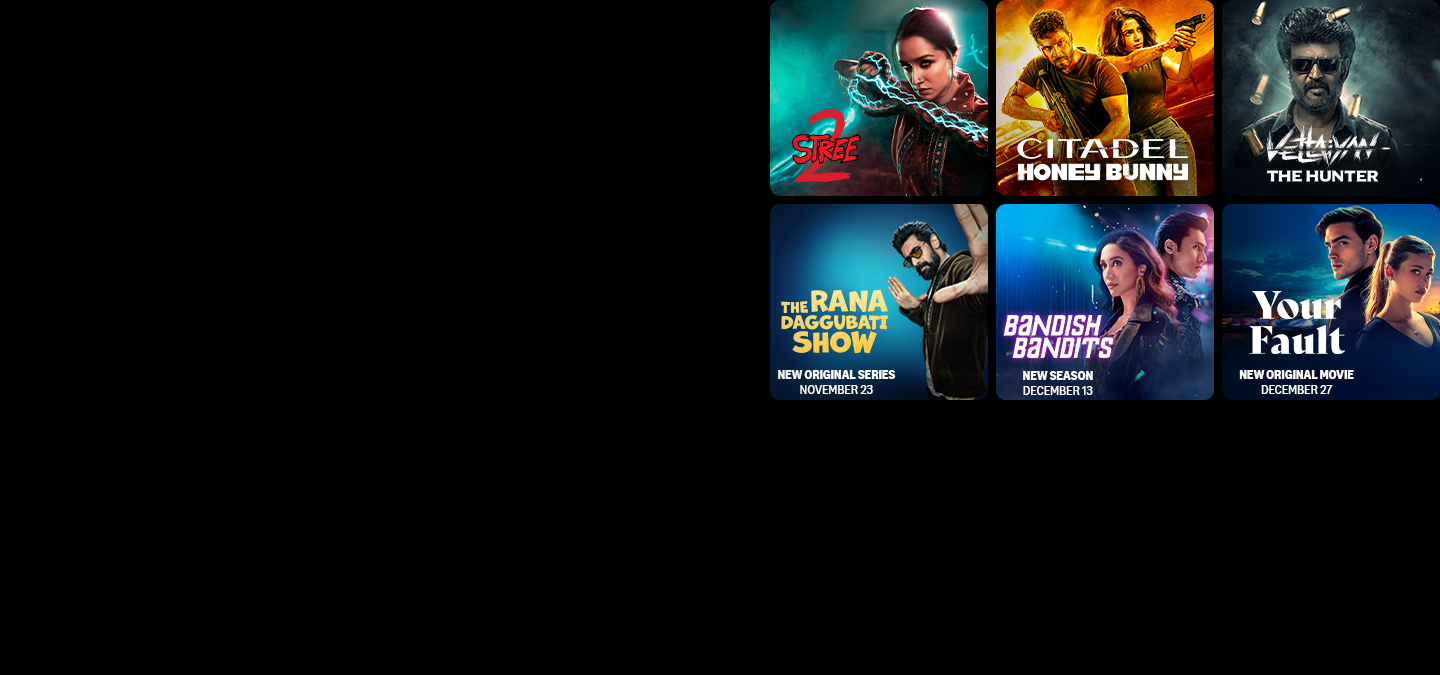 STREE
2
CITADEL
HONEY BUNNY
VETTAIYAN
THE HUNTER
THE RANA
DAGGUBATI
SHOW
NEW ORIGINAL SERIES
NOVEMBER 23
BANDISH
BANDITS
NEW SEASON
DECEMBER 13
Your
Fault
NEW ORIGINAL MOVIE
DECEMBER 27